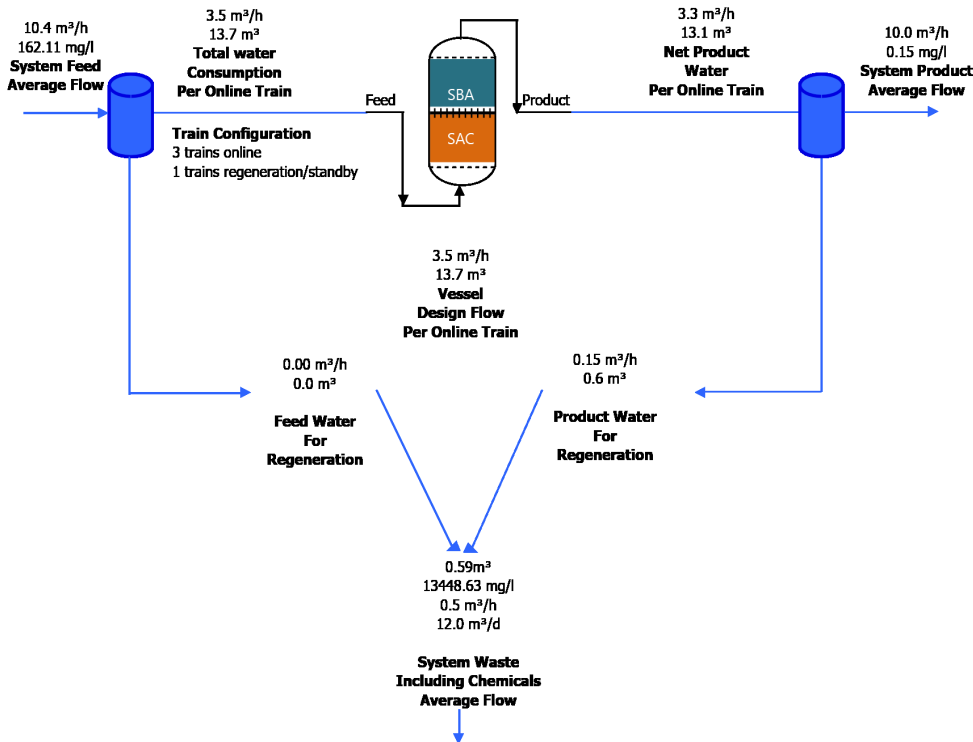 10.4 m³/h
162.11 mg/l
System Feed
Average Flow
3.5 m³/h
13.7 m³
Total water
Consumption
Per Online Train
Train Configuration
3 trains online
1 trains regeneration/standby
Feed
SBA
SAC
Product
3.3 m³/h
13.1 m³
Net Product
Water
Per Online Train
10.0 m³/h
0.15 mg/l
System Product
Average Flow
3.5 m³/h
13.7 m³
Vessel
Design Flow
Per Online Train
0.00 m³/h
0.0 m³
Feed Water
For
Regeneration
0.15 m³/h
0.6 m³
Product Water
For
Regeneration
0.59m³
13448.63 mg/l
0.5 m³/h
12.0 m³/d
System Waste
Including Chemicals
Average Flow